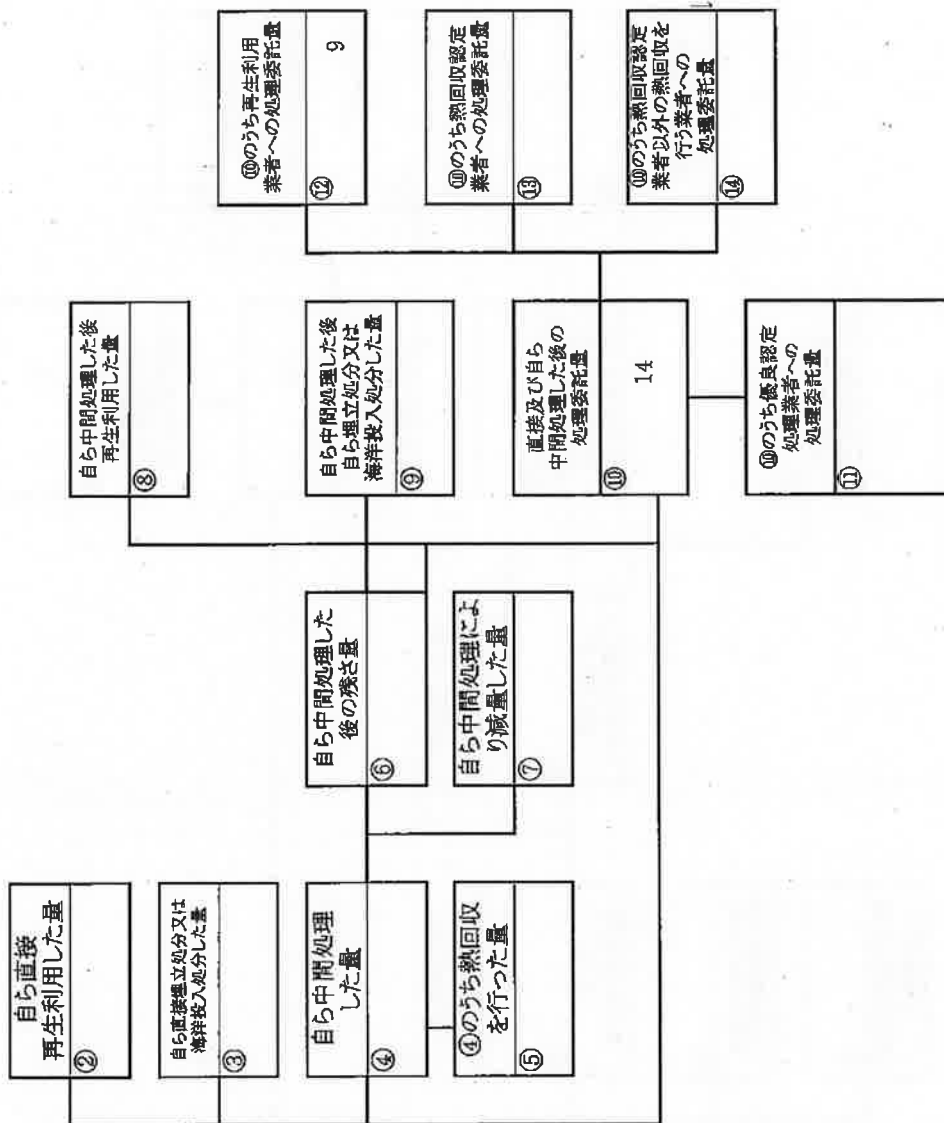 自ら直接
再生利用した量
②
自ら直接埋立処分又は
海洋投入処分した量
③
自ら中間処理
した量
④
④のうち熱回収
を行った量
⑤
自ら中間処理した
後の残さ量
⑥
自ら中間処理によ
り減量した量
⑦
自ら中間処理した後
再生利用した量
⑧
自ら中間処理した後
自ら埋立処分又は
海洋投入処分した量
⑨
直接及び自ら
中間処理した後の
処理委託量
⑩
14
⑩のうち優良認定
処理業者への
処理委託量
⑪
⑩のうち再生利用
業者への処理委託量
⑫
9
⑩のうち熱回収認定
業者への処理委託量
⑬
⑩のうち熱回収認定
業者以外の熱回収を
行う業者への
処理委託量
⑭